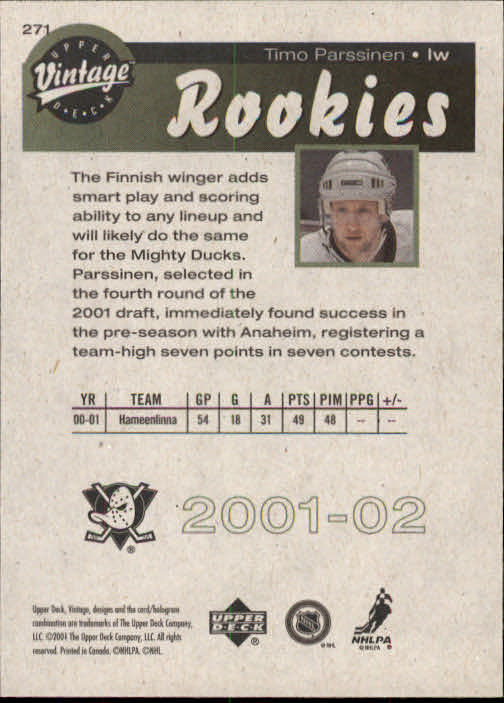 271
UPPER
Vintage
DECK
Timo Parssinen • lw
Rookies
The Finnish winger adds
smart play and scoring
ability to any lineup and
will likely do the same
for the Mighty Ducks.
Parssinen, selected in
the fourth round of the
2001 draft, immediately found success in
the pre-season with Anaheim, registering a
team-high seven points in seven contests.
YR TEAM GP G A PTS PIM PPG +/-
00-01 Hameenlinna 54 18 31 49 48 -- --
2001-02
Upper Deck, Vintage, designs and the card/hologram
combination are trademarks of The Upper Deck Company,
LLC. ©2001 The Upper Deck Company, LLC. All rights
reserved. Printed in Canada. ©NHLPA. ©NHL.
UPPER
DECK
NHL
©NHL
NHLPA
©NHLPA